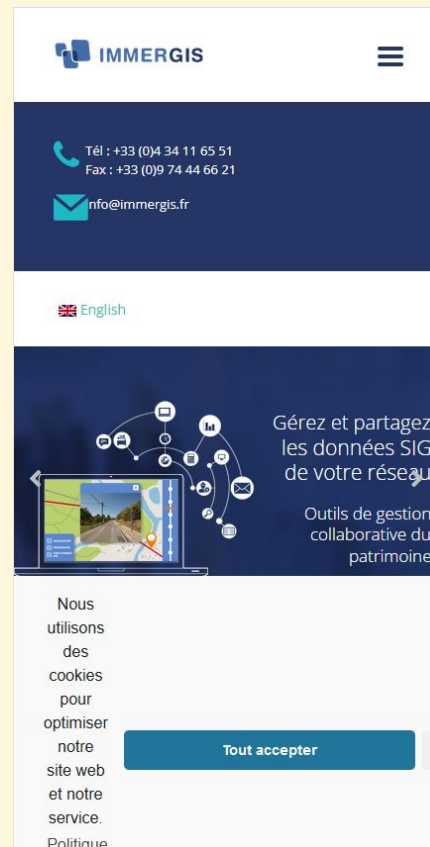 IMMERGIS
Tél : +33 (0)4 34 11 65 51
Fax : +33 (0)9 74 44 66 21
nfo@immergis.fr
English
Gérez et partagez
les données SIG
de votre réseau
Outils de gestion
collaborative du
patrimoine
Nous
utilisons
des
cookies
pour
optimiser
notre
site web
et notre
service.
Politique
Tout accepter